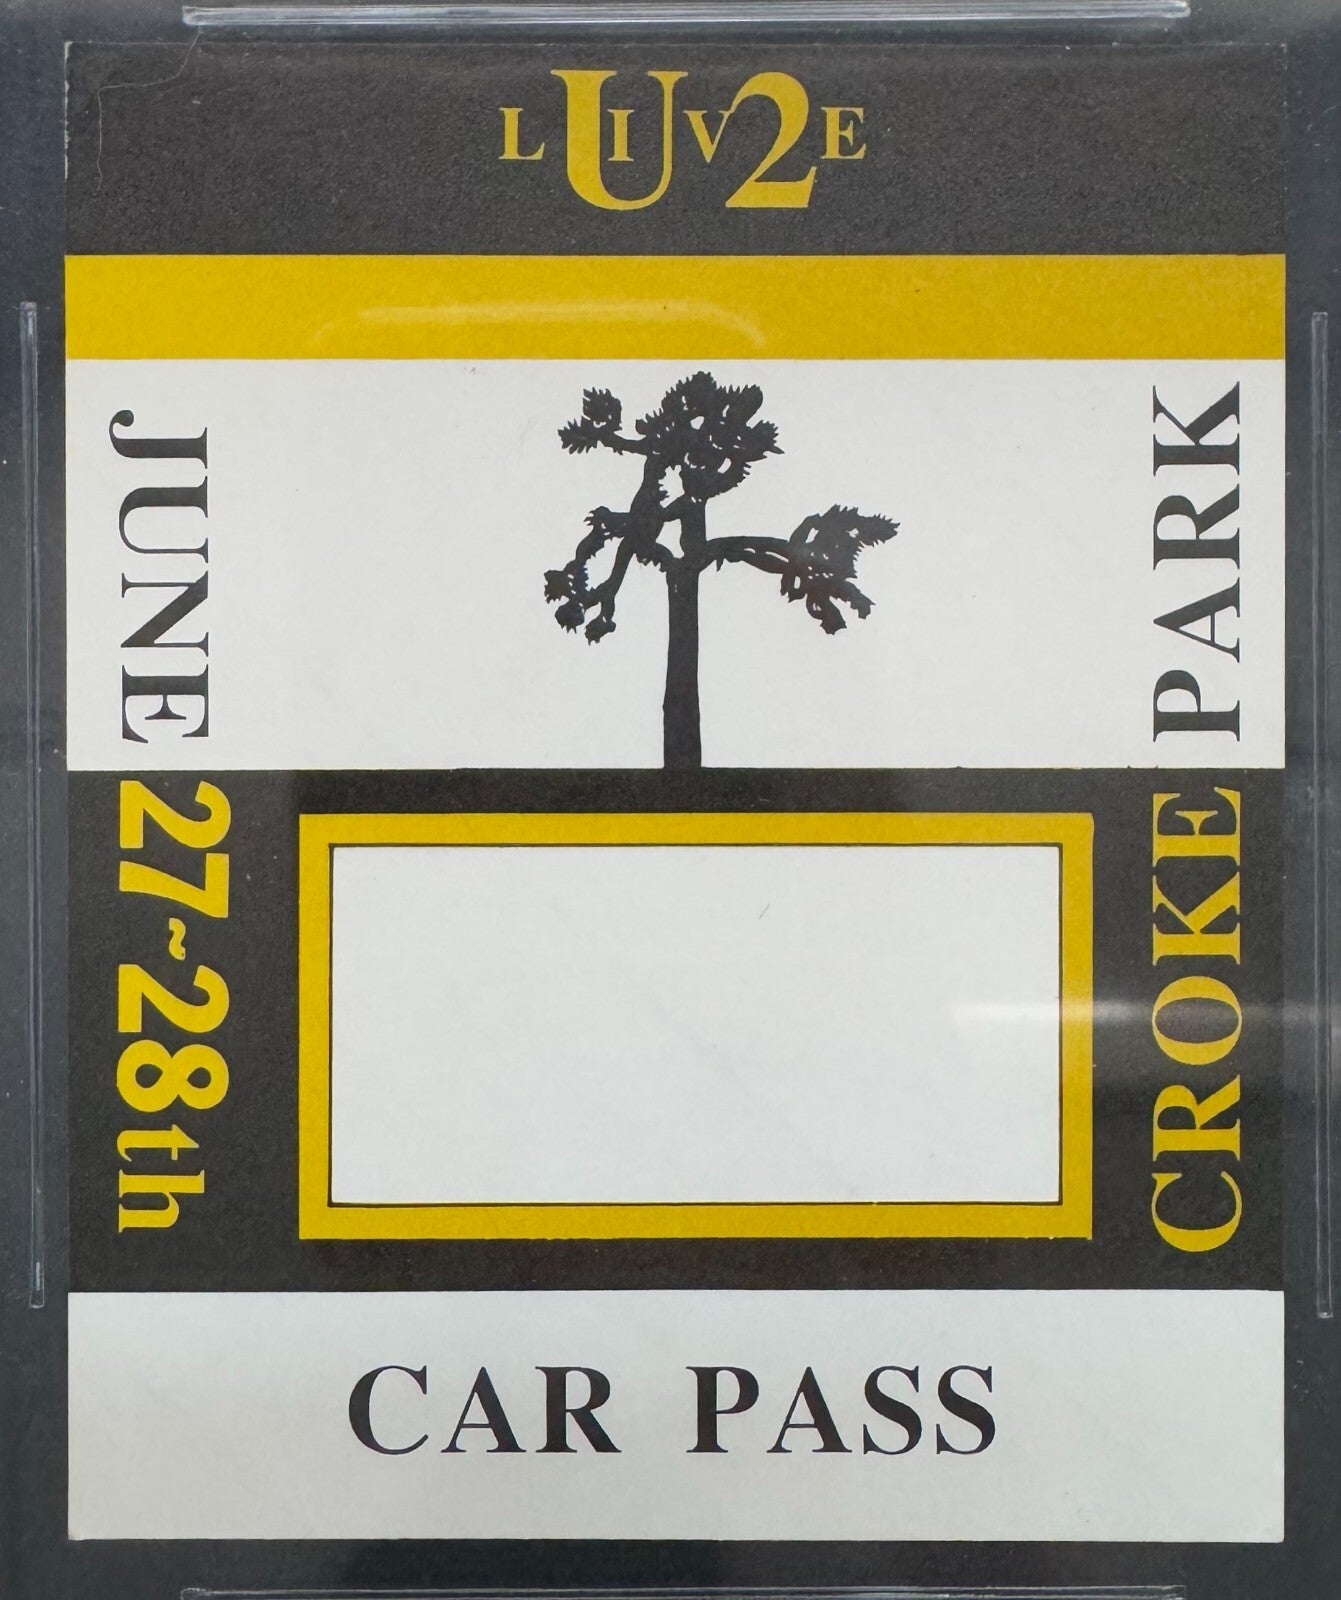 LIVE
U2
JUNE 27~28th
CROKE PARK
CAR PASS